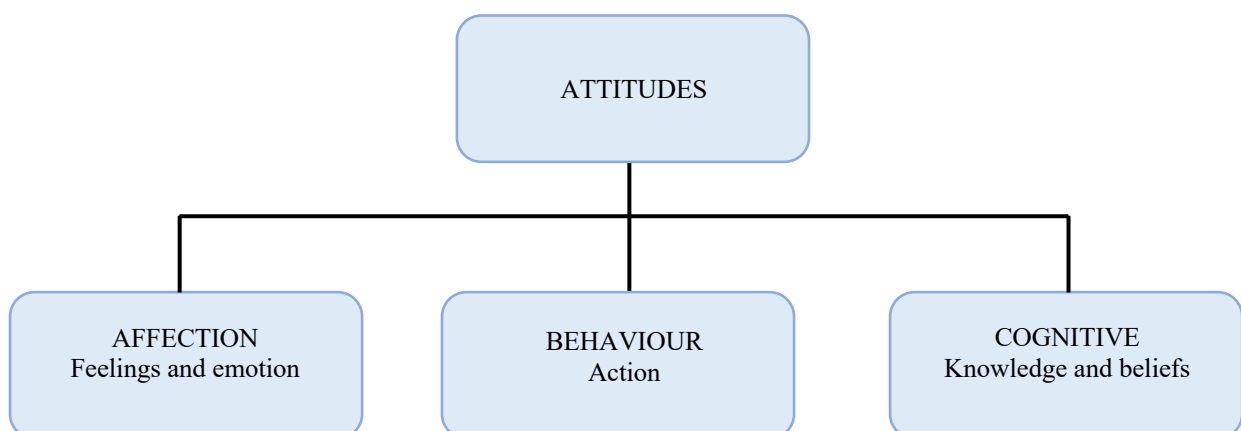 ATTITUDES
AFFECTION
Feelings and emotion
BEHAVIOUR
Action
COGNITIVE
Knowledge and beliefs